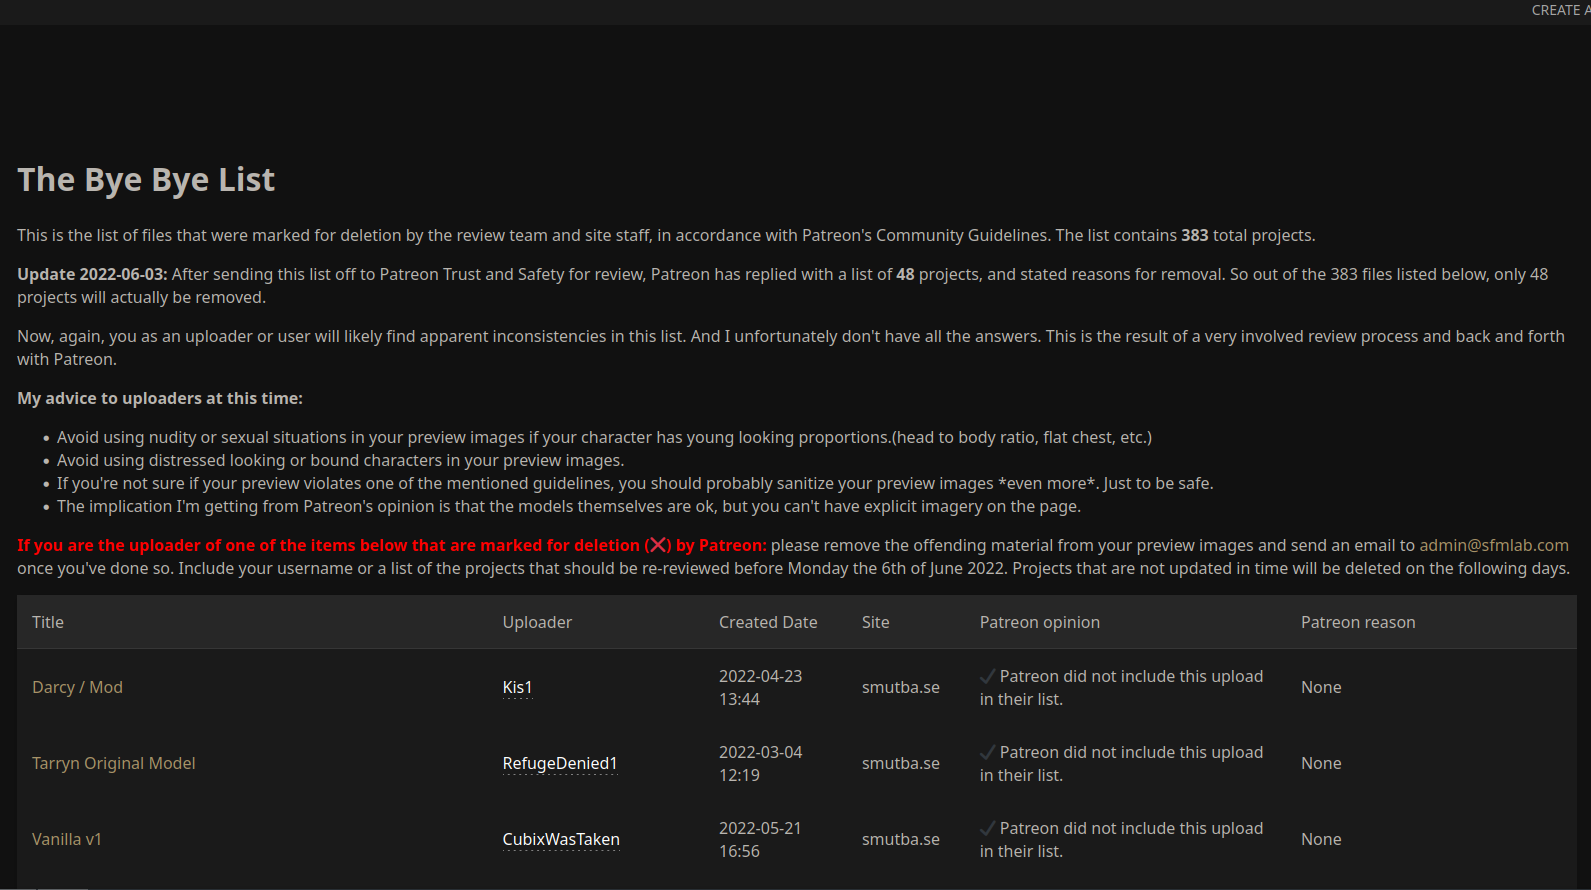 CREATE A
The Bye Bye List
This is the list of files that were marked for deletion by the review team and site staff, in accordance with Patreon's Community Guidelines. The list contains 383 total projects.
Update 2022-06-03: After sending this list off to Patreon Trust and Safety for review, Patreon has replied with a list of 48 projects, and stated reasons for removal. So out of the 383 files listed below, only 48
projects will actually be removed.
Now, again, you as an uploader or user will likely find apparent inconsistencies in this list. And I unfortunately don't have all the answers. This is the result of a very involved review process and back and forth
with Patreon.
My advice to uploaders at this time:
• Avoid using nudity or sexual situations in your preview images if your character has young looking proportions.(head to body ratio, flat chest, etc.)
• Avoid using distressed looking or bound characters in your preview images.
• If you're not sure if your preview violates one of the mentioned guidelines, you should probably sanitize your preview images *even more*. Just to be safe.
• The implication I'm getting from Patreon's opinion is that the models themselves are ok, but you can't have explicit imagery on the page.
If you are the uploader of one of the items below that are marked for deletion (❌) by Patreon: please remove the offending material from your preview images and send an email to admin@sfmlab.com
once you've done so. Include your username or a list of the projects that should be re-reviewed before Monday the 6th of June 2022. Projects that are not updated in time will be deleted on the following days.
Title Uploader Created Date Site Patreon opinion Patreon reason
Darcy / Mod Kis1 2022-04-23 13:44 smutba.se ✓ Patreon did not include this upload in their list. None
Tarryn Original Model RefugeDenied1 2022-03-04 12:19 smutba.se ✓ Patreon did not include this upload in their list. None
Vanilla v1 CubixWasTaken 2022-05-21 16:56 smutba.se ✓ Patreon did not include this upload in their list. None